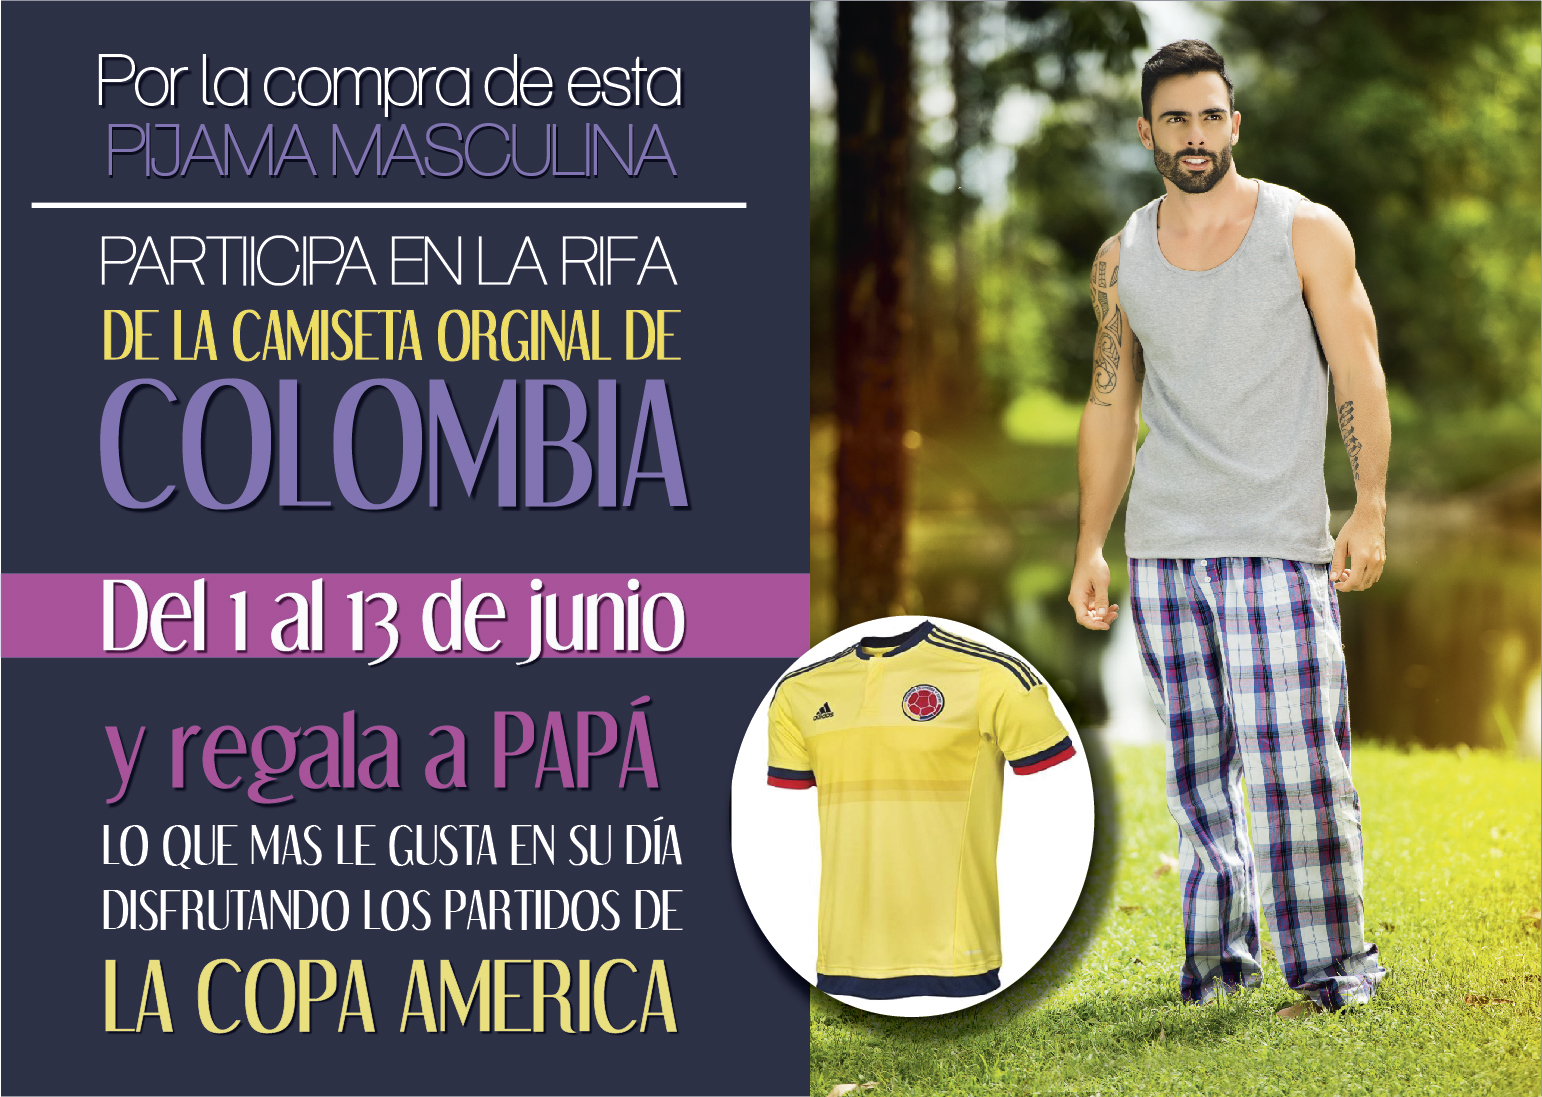 Por la compra de esta
PIJAMA MASCULINA
PARTIICIPA EN LA RIFA
DE LA CAMISETA ORGINAL DE
COLOMBIA
Del 1 al 13 de junio
y regala a PAPÁ
LO QUE MAS LE GUSTA EN SU DÍA
DISFRUTANDO LOS PARTIDOS DE
LA COPA AMERICA
adidas